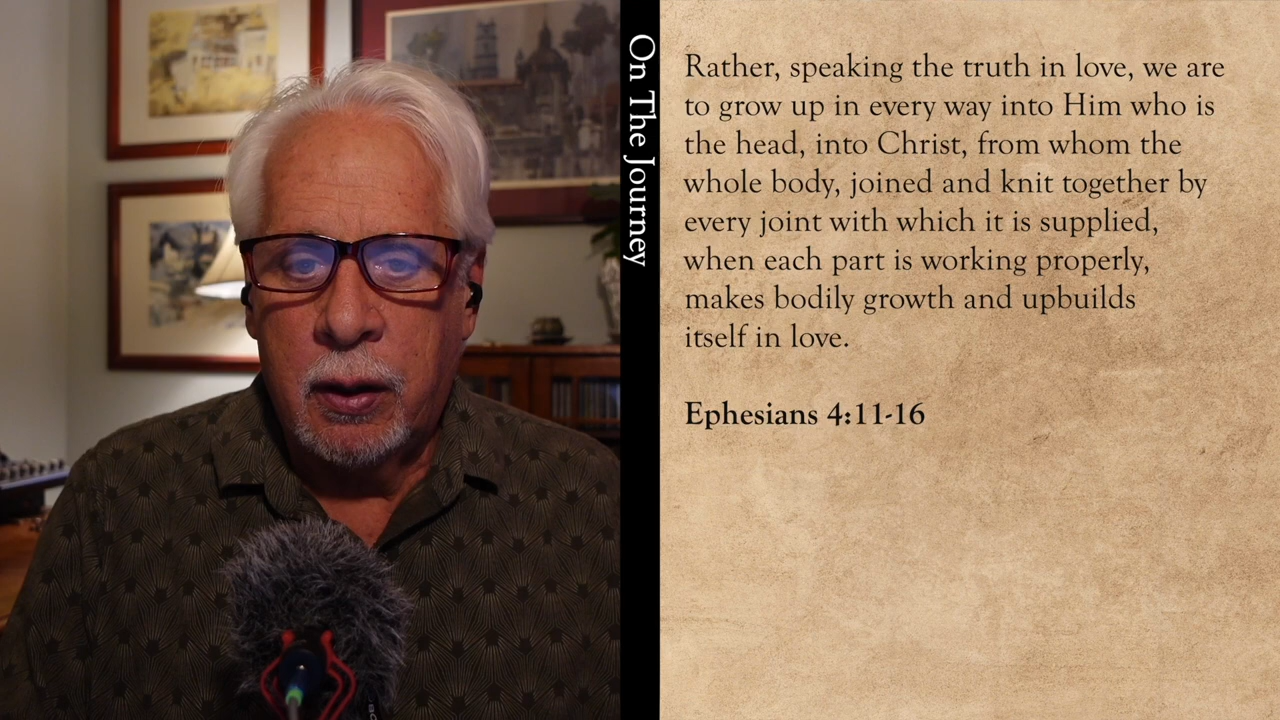 On The Journey
Rather, speaking the truth in love, we are
to grow up in every way into Him who is
the head, into Christ, from whom the
whole body, joined and knit together by
every joint with which it is supplied,
when each part is working properly,
makes bodily growth and upbuilds
itself in love.
Ephesians 4:11-16